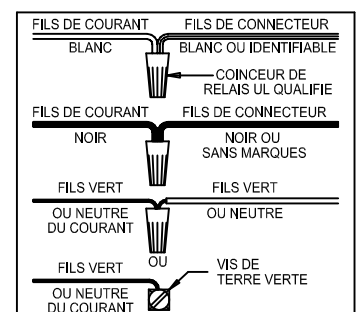 FILS DE COURANT FILS DE CONNECTEUR
BLANC BLANC OU IDENTIFIABLE
COINCEUR DE
RELAIS UL QUALIFIE
FILS DE COURANT FILS DE CONNECTEUR
NOIR NOIR OU
SANS MARQUES
FILS VERT FILS VERT
OU NEUTRE OU NEUTRE
DU COURANT
OU
FILS VERT VIS DE
TERRE VERTE
OU NEUTRE
DU COURANT